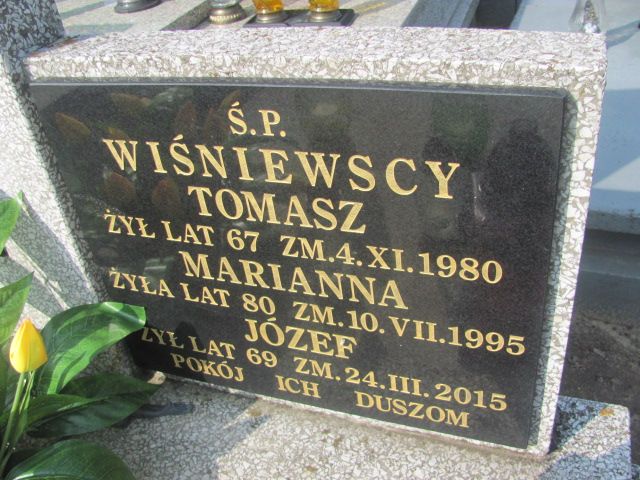 Ś.P.
WIŚNIEWSCY
TOMASZ
ŻYŁ LAT 67 ZM. 4. XI. 1980
MARIANNA
ŻYŁA LAT 80 ZM. 10. VII. 1995
JÓZEF
ŻYŁ LAT 69 ZM. 24. III. 2015
POKÓJ ICH DUSZOM